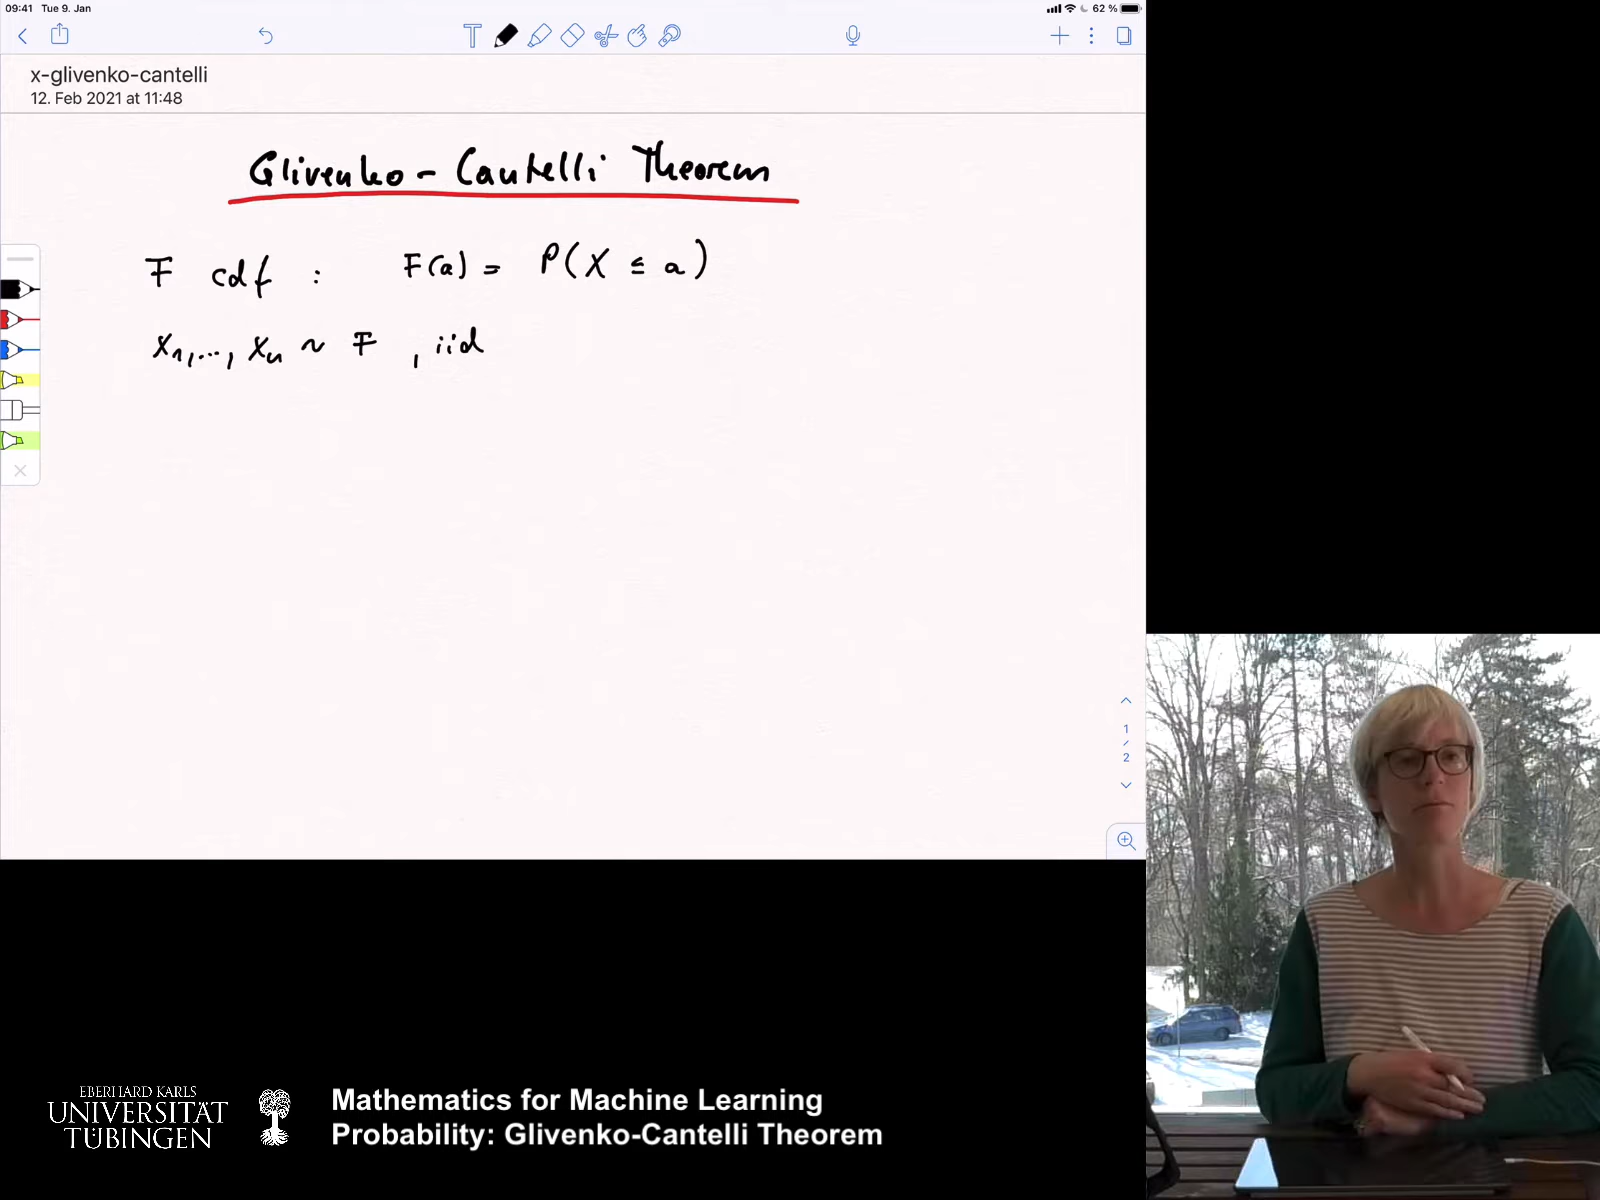 09:41 Tue 9. Jan
62 %
x-glivenko-cantelli
12. Feb 2021 at 11:48
Glivenko - Cantelli Theorem
F cdf : F(a) = P(X ≤ a)
X₁,..., Xₙ ~ F , iid
1
/
2
EBERHARD KARLS
UNIVERSITÄT
TÜBINGEN
Mathematics for Machine Learning
Probability: Glivenko-Cantelli Theorem